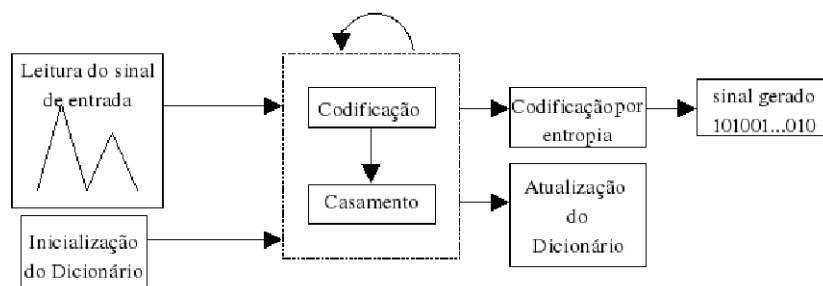 Leitura do sinal
de entrada
Inicialização
do Dicionário
Codificação
Casamento
Codificação por
entropia
Atualização
do
Dicionário
sinal gerado
101001...010